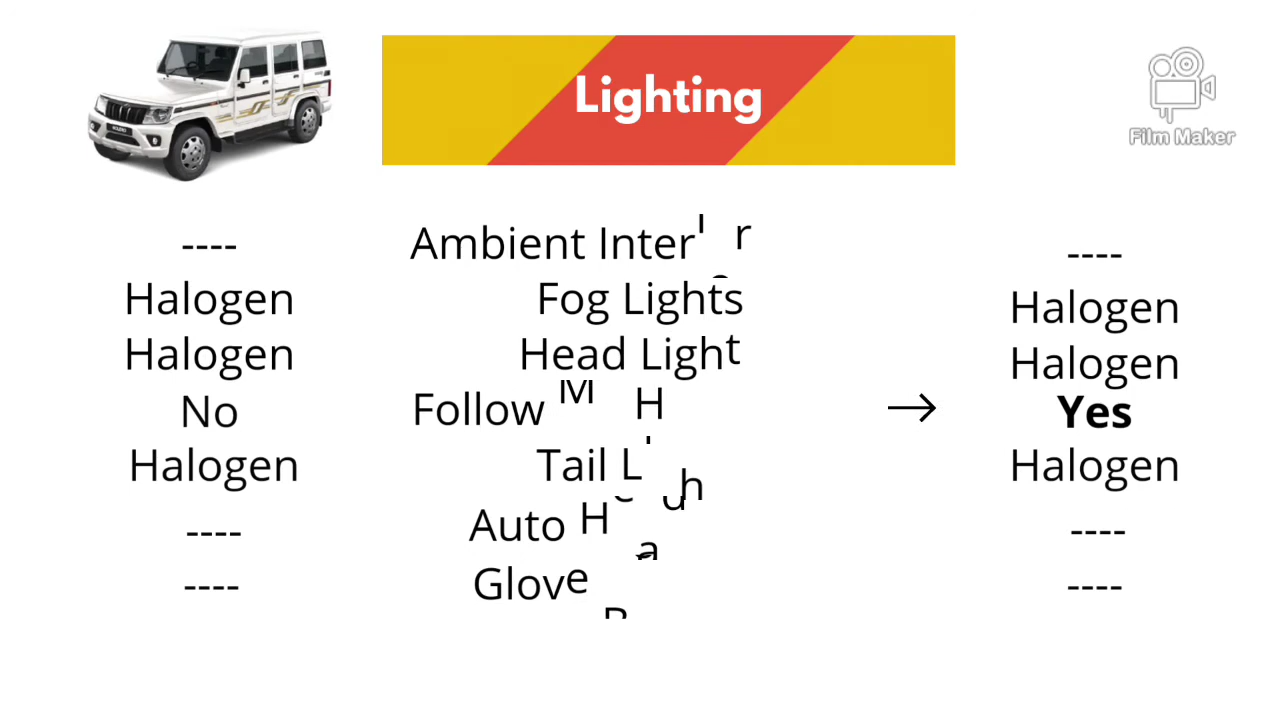 Lighting
Film Maker
---- Ambient Inter ----
Halogen Fog Lights Halogen
Halogen Head Light Halogen
No Follow M H → Yes
Halogen Tail L Halogen
---- Auto H ----
---- Glove B ----